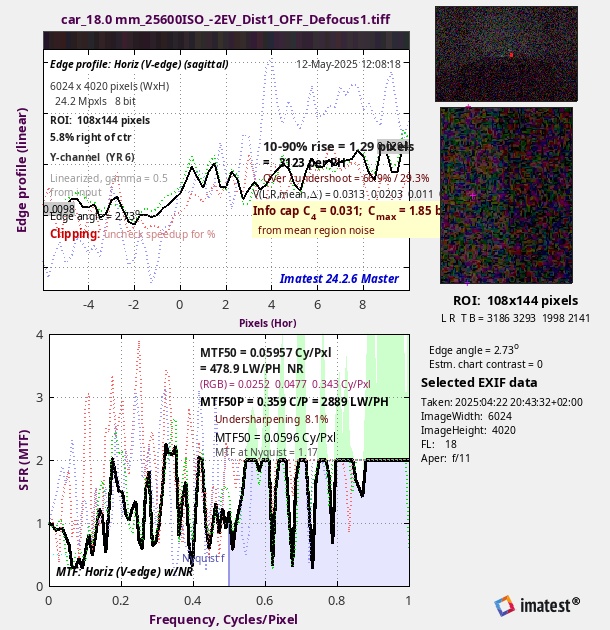 car_18.0 mm_25600ISO_-2EV_Dist1_OFF_Defocus1.tiff
Edge profile: Horiz (V-edge) (sagittal)
12-May-2025 12:08:18
6024 x 4020 pixels (WxH)
24.2 Mpxls 8 bit
ROI: 108x144 pixels
5.8% right of ctr
Y-channel (YR 6)
Linearized, gamma = 0.5
from input
0.0098
Edge angle = 2.73º
Clipping: uncheck speedup for %
10-90% rise = 1.29 pixels
= 3123 per PH
Info cap C4 = 0.031; Cmax = 1.85 b
from mean region noise
Imatest 24.2.6 Master
Edge profile (linear)
-4 -2 0 2 4 6 8
Pixels (Hor)
ROI: 108x144 pixels
L R T B = 3186 3293 1998 2141
Edge angle = 2.73º
Estm. chart contrast = 0
Selected EXIF data
Taken: 2025:04:22 20:43:32+02:00
ImageWidth: 6024
ImageHeight: 4020
FL: 18
Aper: f/11
MTF50 = 0.05957 Cy/Pxl
= 478.9 LW/PH NR
(RGB) = 0.0252 0.0477 0.343 Cy/Pxl
MTF50P = 0.359 C/P = 2889 LW/PH
Undersharpening 8.1%
MTF50 = 0.0596 Cy/Pxl
MTF at Nyquist = 1.17
Nyquist f
MTF: Horiz (V-edge) w/NR
SFR (MTF)
4
3
2
1
0
0 0.2 0.4 0.6 0.8 1
Frequency, Cycles/Pixel
imatest®